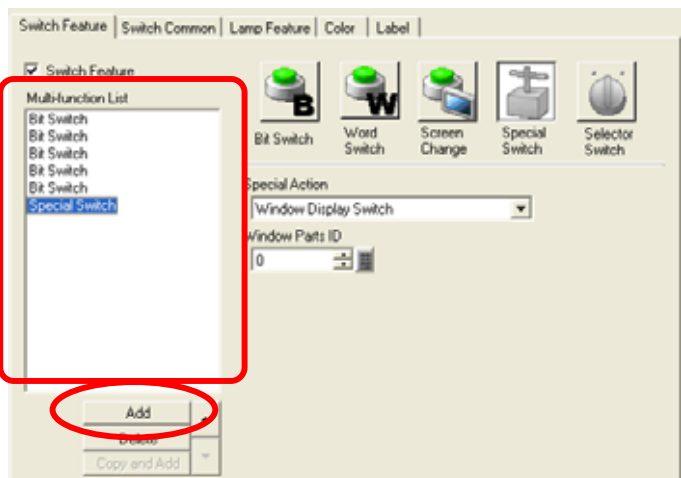 Switch Feature Switch Common Lamp Feature Color Label
Switch Feature
Multi-function List
Bit Switch
Bit Switch
Bit Switch
Bit Switch
Bit Switch
Special Switch
B
W
Bit Switch
Word Switch
Screen Change
Special Switch
Selector Switch
Special Action
Window Display Switch
Window Parts ID
0
Add
Delete
Copy and Add